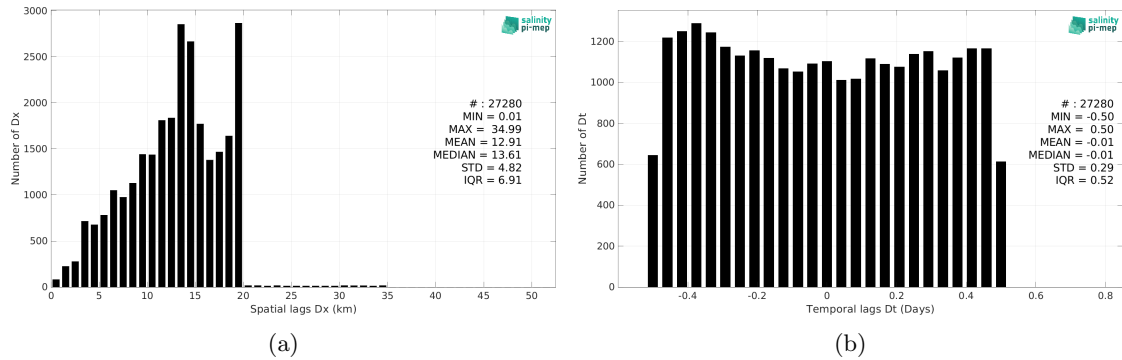 3000
2500
2000
1500
1000
500
0
Number of Dx
salinity
pi-mep
# : 27280
MIN = 0.01
MAX = 34.99
MEAN = 12.91
MEDIAN = 13.61
STD = 4.82
IQR = 6.91
0 5 10 15 20 25 30 35 40 45 50
Spatial lags Dx (km)
(a)
1200
1000
800
600
400
200
0
Number of Dt
salinity
pi-mep
# : 27280
MIN = -0.50
MAX = 0.50
MEAN = -0.01
MEDIAN = -0.01
STD = 0.29
IQR = 0.52
-0.4 -0.2 0 0.2 0.4 0.6 0.8
Temporal lags Dt (Days)
(b)